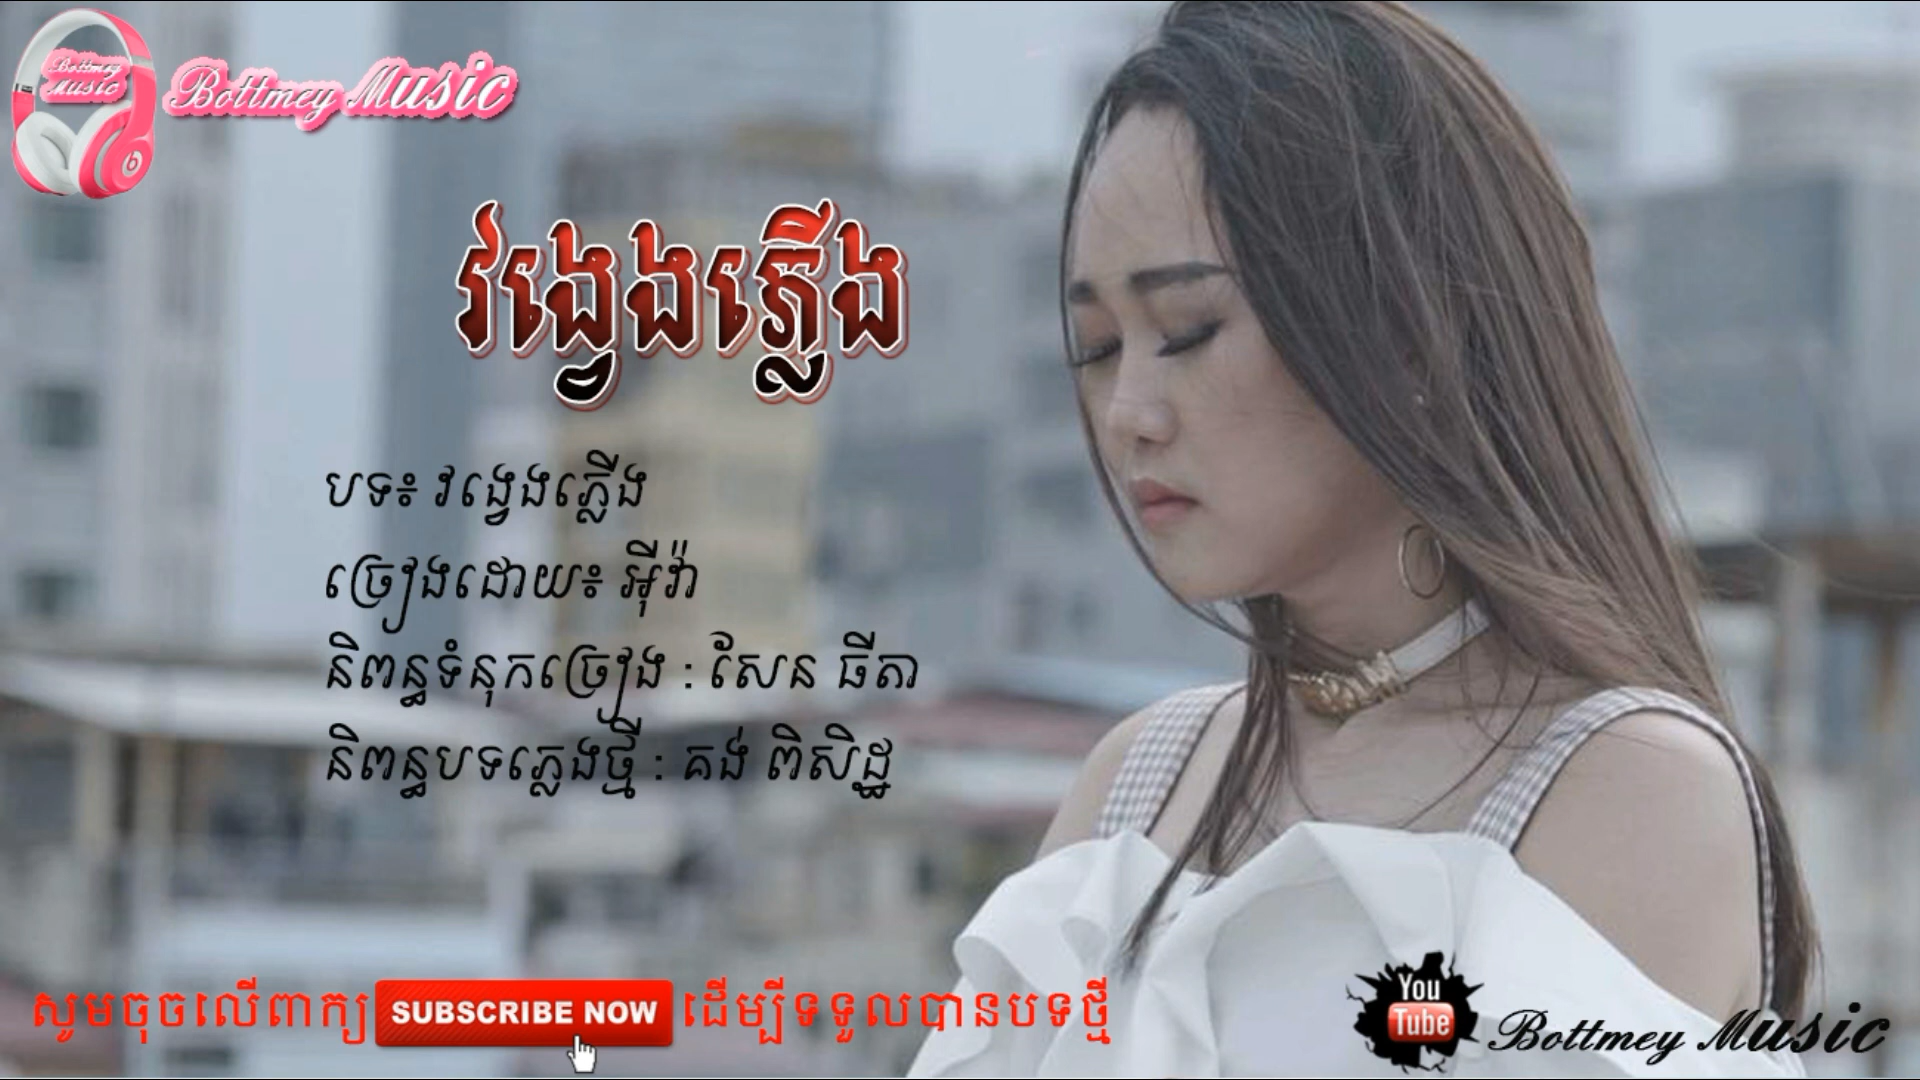 Bottmey Music
Bottmey Music
វង្វេងភ្លើង
បទ៖ វង្វេងភ្លើង
ច្រៀងដោយ៖ អ៊ីវ៉ា
និពន្ធទំនុកច្រៀង : សែន ធីតា
និពន្ធបទភ្លេងថ្មី : គង់ ពិសិដ្ឋ
សូមចុចលើពាក្យ SUBSCRIBE NOW ដើម្បីទទួលបានបទថ្មី
You Tube Bottmey Music